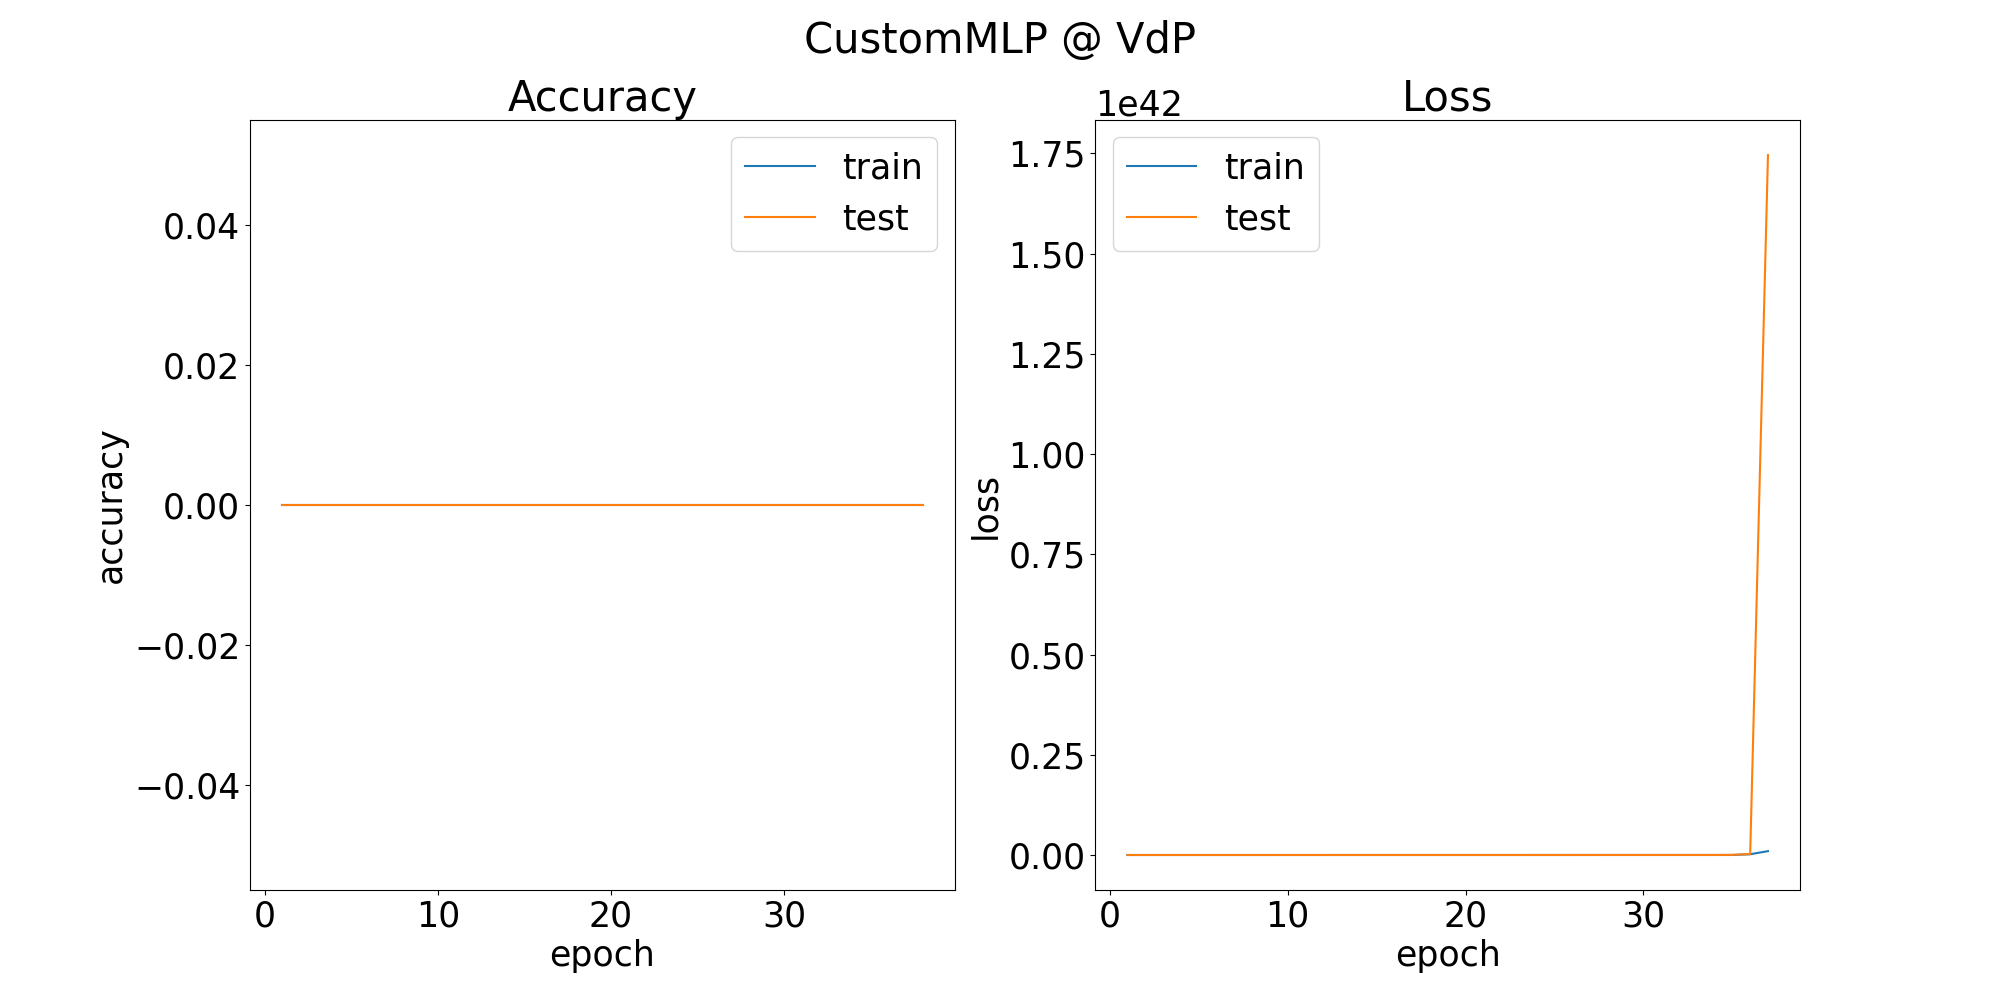 CustomMLP @ VdP
Accuracy
train
test
0.04
0.02
0.00
−0.02
−0.04
accuracy
0 10 20 30
epoch
Loss
1e42
train
test
1.75
1.50
1.25
1.00
0.75
0.50
0.25
0.00
loss
0 10 20 30
epoch